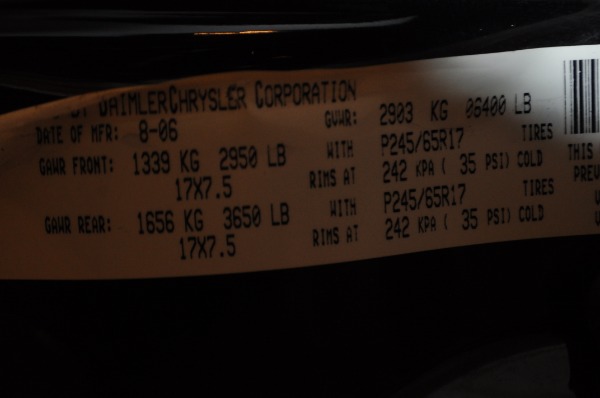 DAIMLERCHRYSLER CORPORATION
DATE OF MFR: 8-06 GVWR: 2903 KG 06400 LB
GAWR FRONT: 1339 KG 2950 LB WITH P245/65R17 TIRES
17X7.5 RIMS AT 242 KPA ( 35 PSI) COLD
GAWR REAR: 1656 KG 3650 LB WITH P245/65R17 TIRES
17X7.5 RIMS AT 242 KPA ( 35 PSI) COLD
THIS